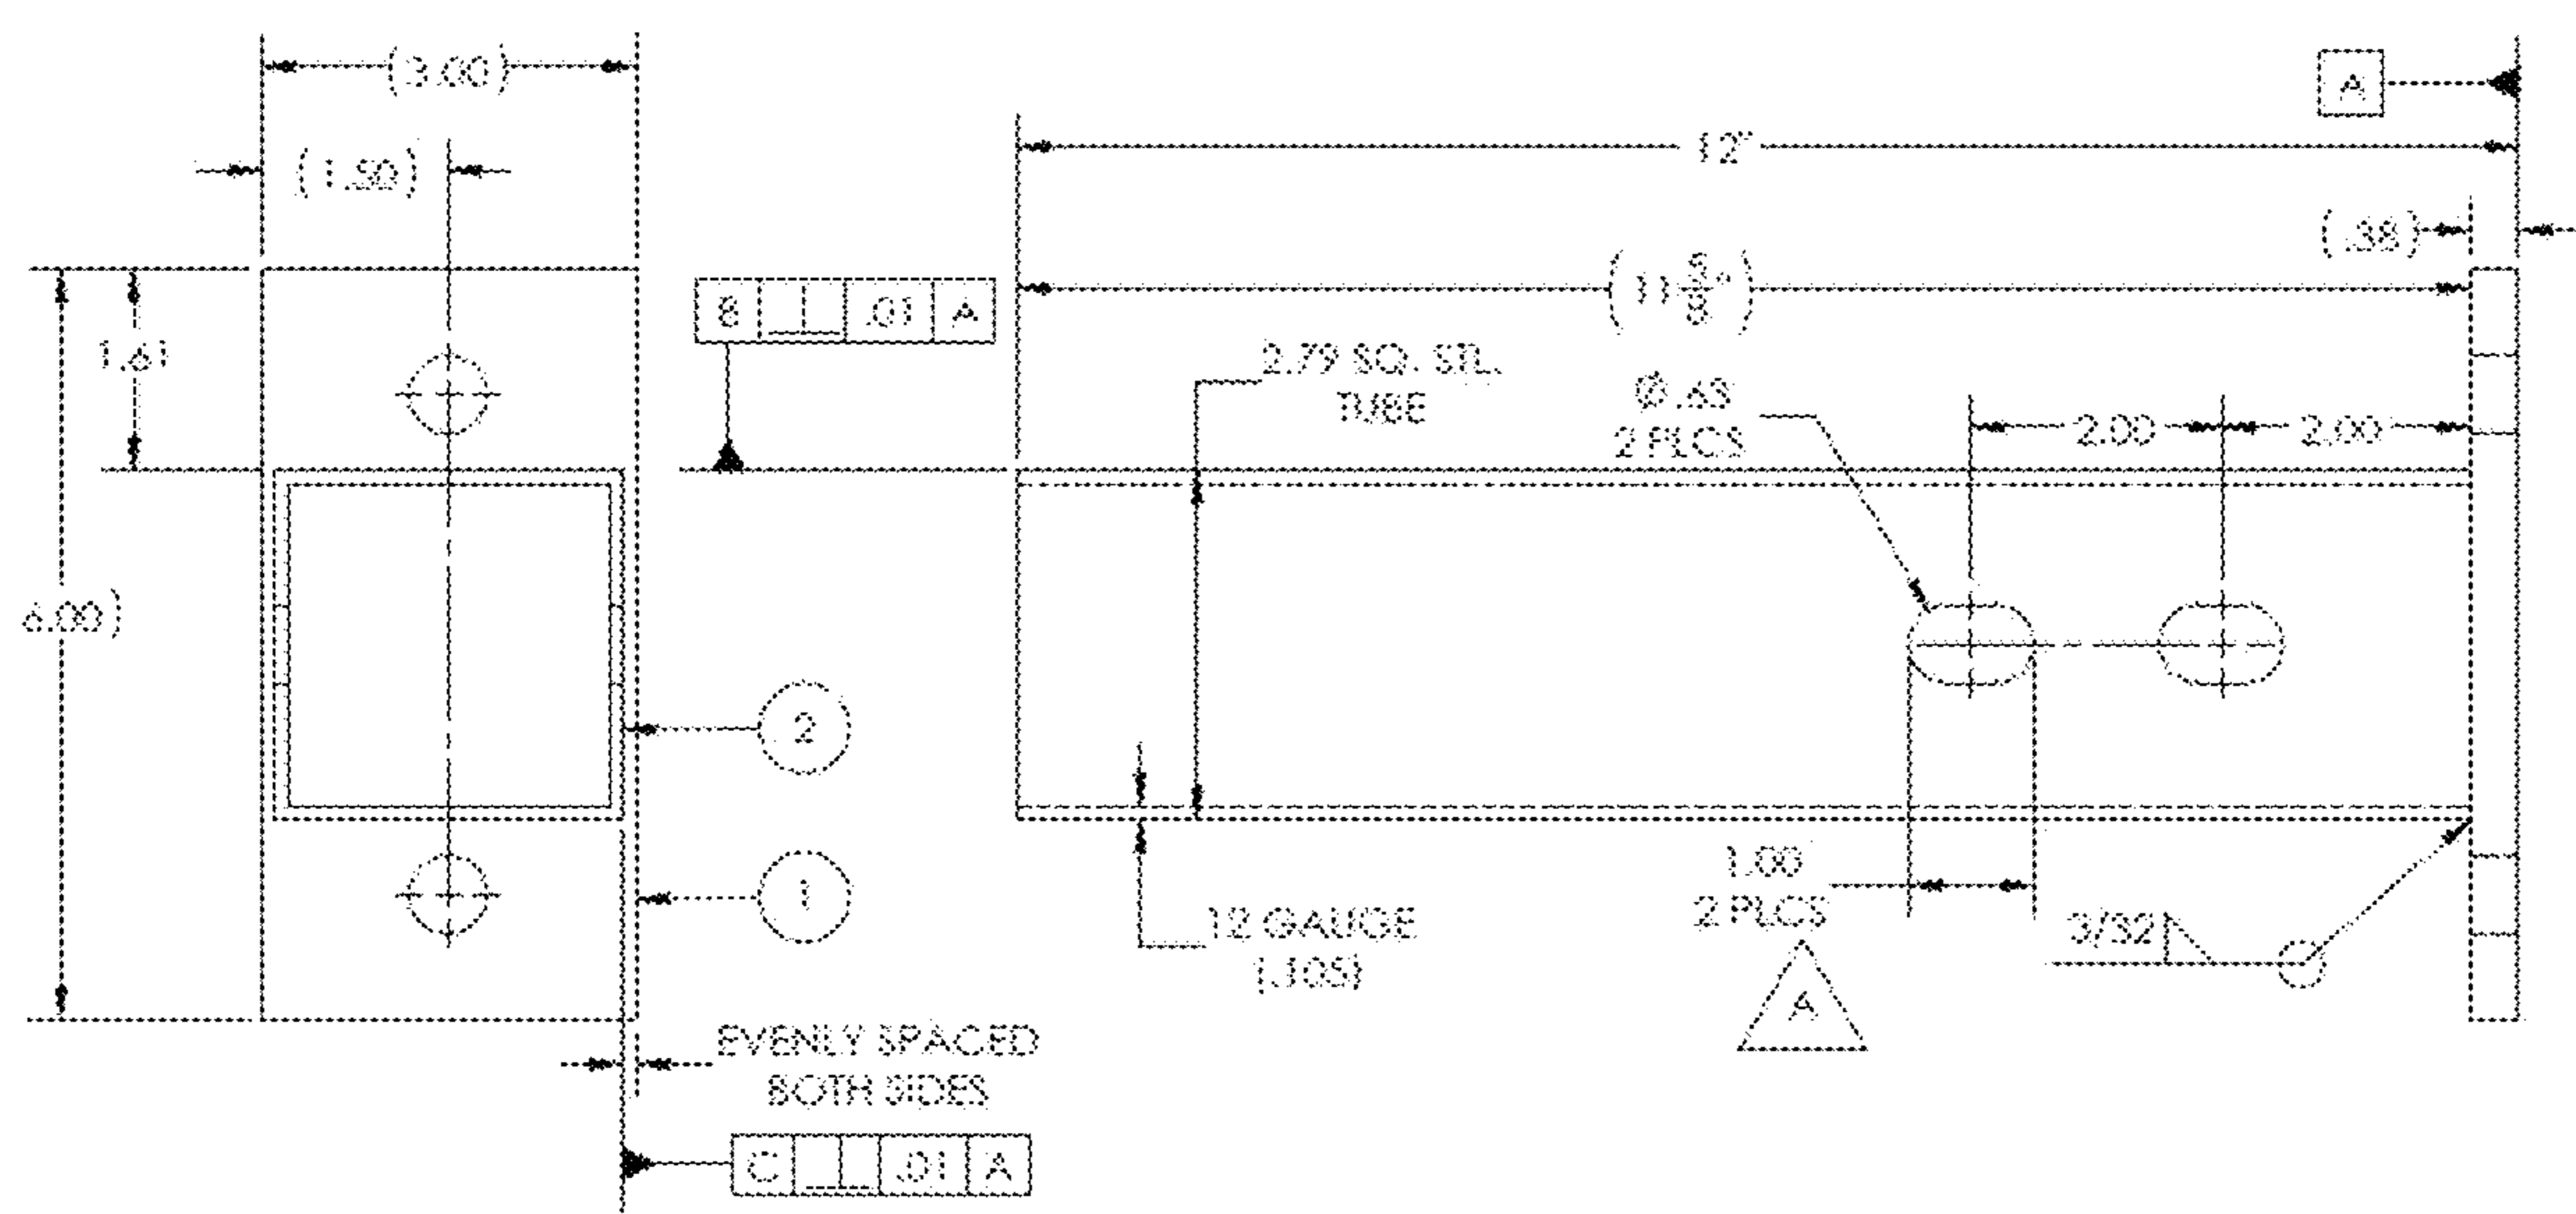 (3.00)
(1.50)
1.61
6.00)
B ⊥ .01 A
2
1
EVENLY SPACED
BOTH SIDES
C ⊥ .01 A
A
12"
(.38)
(11 5/8")
2.79 SQ. STL.
TUBE
Ø .63
2 PLCS
2.00
2.00
12 GAUGE
(.105)
1.00
2 PLCS
A
3/32